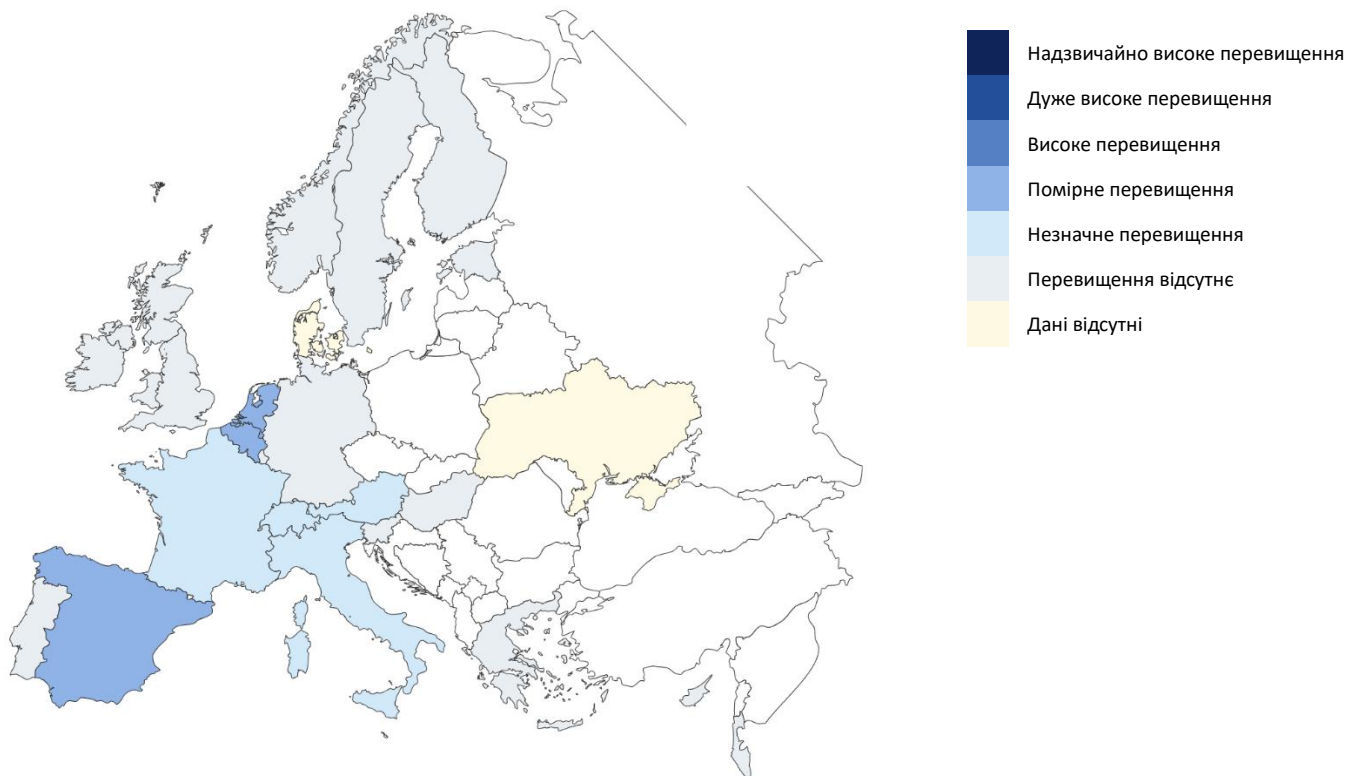 Надзвичайно високе перевищення
Дуже високе перевищення
Високе перевищення
Помірне перевищення
Незначне перевищення
Перевищення відсутнє
Дані відсутні